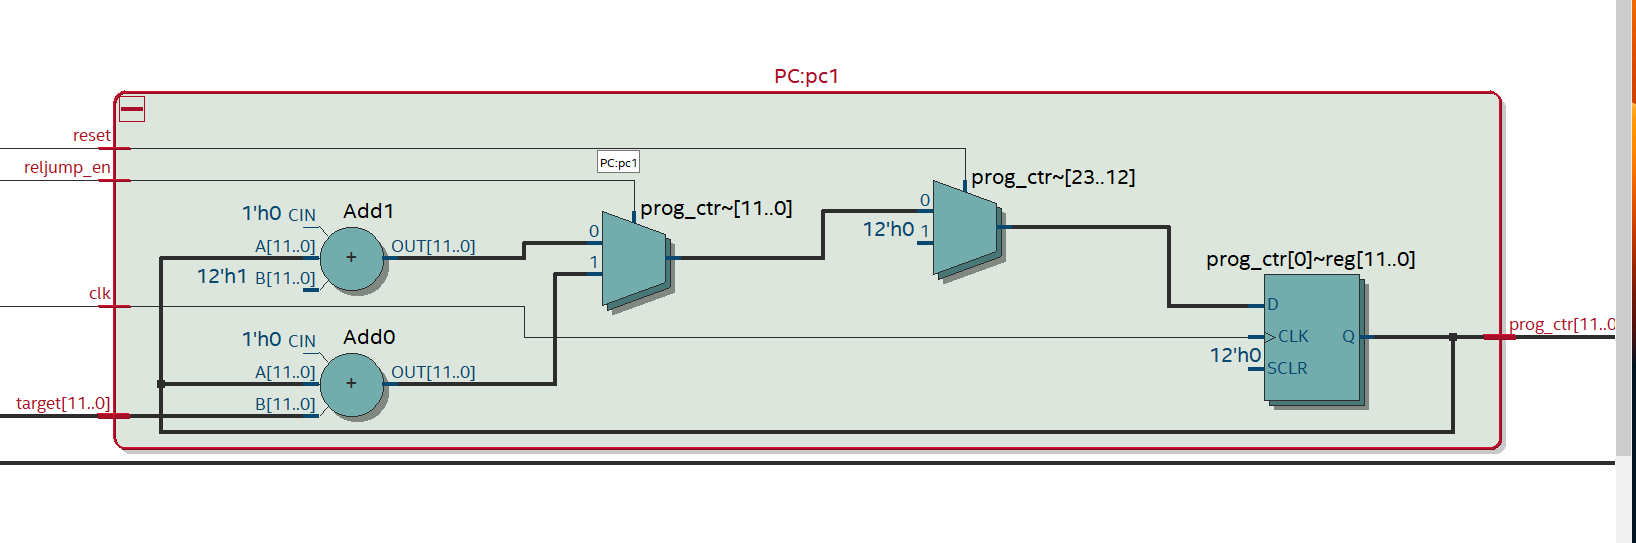 PC:pc1
reset
reljump_en
PC:pc1
prog_ctr~[23..12]
prog_ctr~[11..0]
1'h0 CIN Add1
0
0
12'h0 1
A[11..0] + OUT[11..0]
1
12'h1 B[11..0]
prog_ctr[0]~reg[11..0]
clk
D
1'h0 CIN Add0
CLK Q
prog_ctr[11..0
12'h0
SCLR
A[11..0] + OUT[11..0]
target[11..0]
B[11..0]